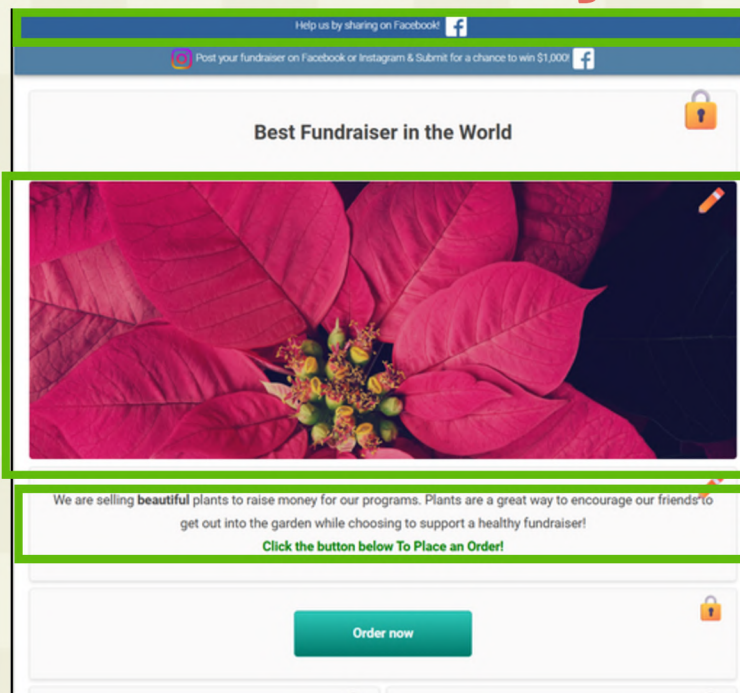 Help us by sharing on Facebook!
Post your fundraiser on Facebook or Instagram & Submit for a chance to win $1,000!
Best Fundraiser in the World
We are selling beautiful plants to raise money for our programs. Plants are a great way to encourage our friends to
get out into the garden while choosing to support a healthy fundraiser!
Click the button below To Place an Order!
Order now